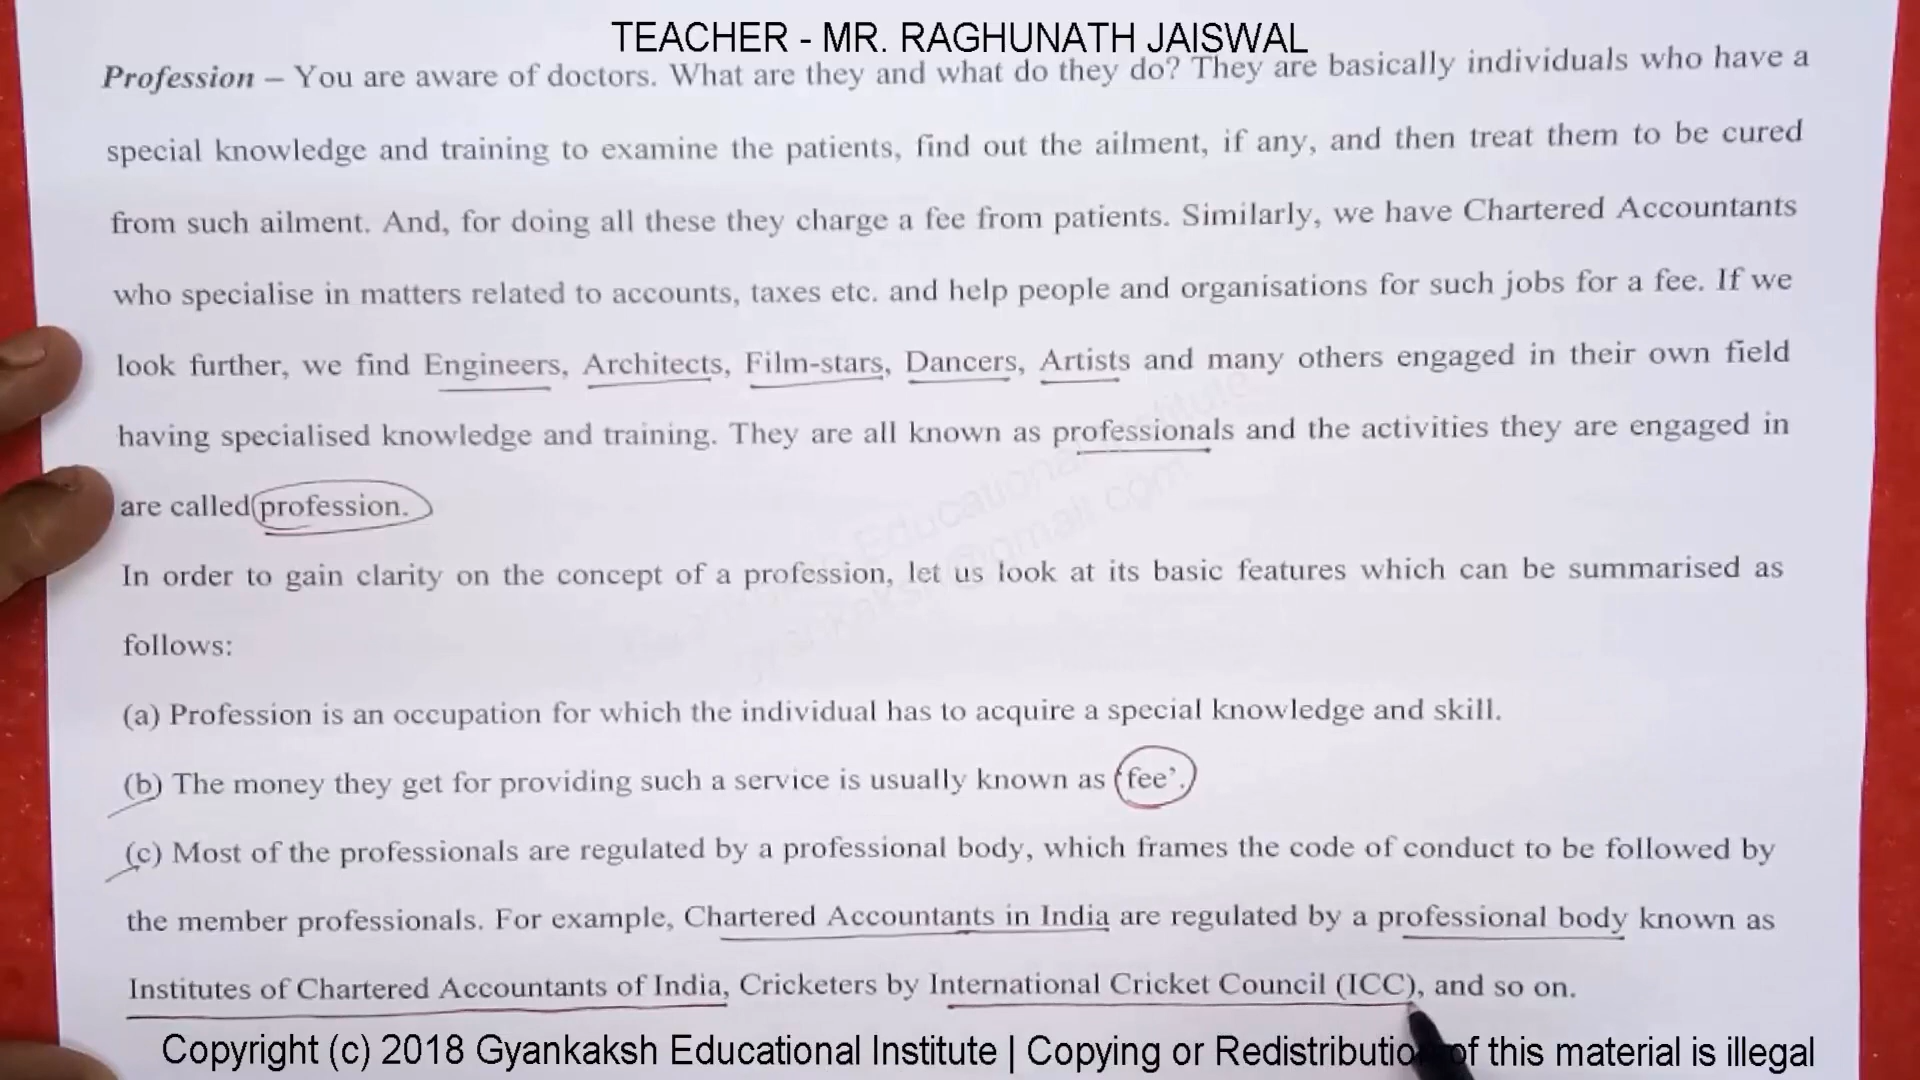 TEACHER - MR. RAGHUNATH JAISWAL
Profession – You are aware of doctors. What are they and what do they do? They are basically individuals who have a
special knowledge and training to examine the patients, find out the ailment, if any, and then treat them to be cured
from such ailment. And, for doing all these they charge a fee from patients. Similarly, we have Chartered Accountants
who specialise in matters related to accounts, taxes etc. and help people and organisations for such jobs for a fee. If we
look further, we find Engineers, Architects, Film-stars, Dancers, Artists and many others engaged in their own field
having specialised knowledge and training. They are all known as professionals and the activities they are engaged in
are called profession.
In order to gain clarity on the concept of a profession, let us look at its basic features which can be summarised as
follows:
(a) Profession is an occupation for which the individual has to acquire a special knowledge and skill.
(b) The money they get for providing such a service is usually known as ‘fee’.
(c) Most of the professionals are regulated by a professional body, which frames the code of conduct to be followed by
the member professionals. For example, Chartered Accountants in India are regulated by a professional body known as
Institutes of Chartered Accountants of India, Cricketers by International Cricket Council (ICC), and so on.
Copyright (c) 2018 Gyankaksh Educational Institute | Copying or Redistribution of this material is illegal